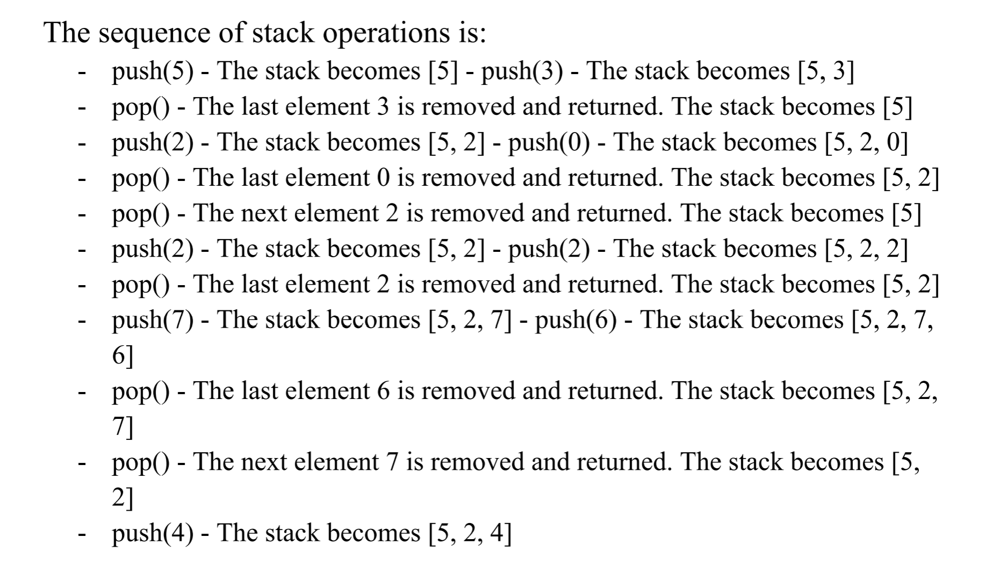 The sequence of stack operations is:
- push(5) - The stack becomes [5] - push(3) - The stack becomes [5, 3]
- pop() - The last element 3 is removed and returned. The stack becomes [5]
- push(2) - The stack becomes [5, 2] - push(0) - The stack becomes [5, 2, 0]
- pop() - The last element 0 is removed and returned. The stack becomes [5, 2]
- pop() - The next element 2 is removed and returned. The stack becomes [5]
- push(2) - The stack becomes [5, 2] - push(2) - The stack becomes [5, 2, 2]
- pop() - The last element 2 is removed and returned. The stack becomes [5, 2]
- push(7) - The stack becomes [5, 2, 7] - push(6) - The stack becomes [5, 2, 7,
6]
- pop() - The last element 6 is removed and returned. The stack becomes [5, 2,
7]
- pop() - The next element 7 is removed and returned. The stack becomes [5,
2]
- push(4) - The stack becomes [5, 2, 4]